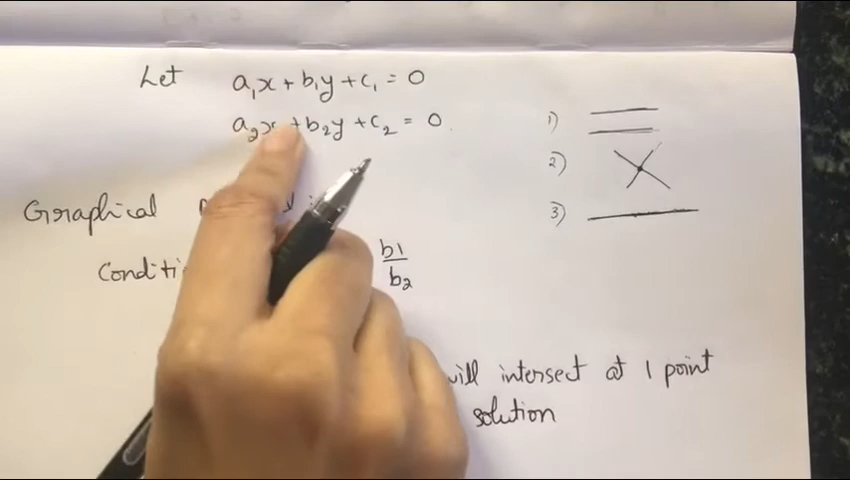 Let a₁x + b₁y + c₁ = 0
a₂x + b₂y + c₂ = 0
1)
2)
3)
Graphical
b1
b₂
will intersect at 1 point
solution